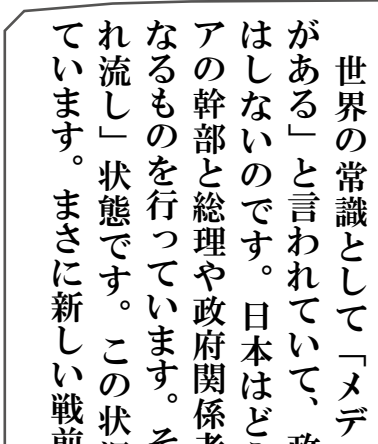 世界の常識として「メデ
がある」と言われていて、
はしないのです。日本はど
アの幹部と総理や政府関係
なるものを行っています。そ
れ流し」状態です。この状
ています。まさに新しい戦